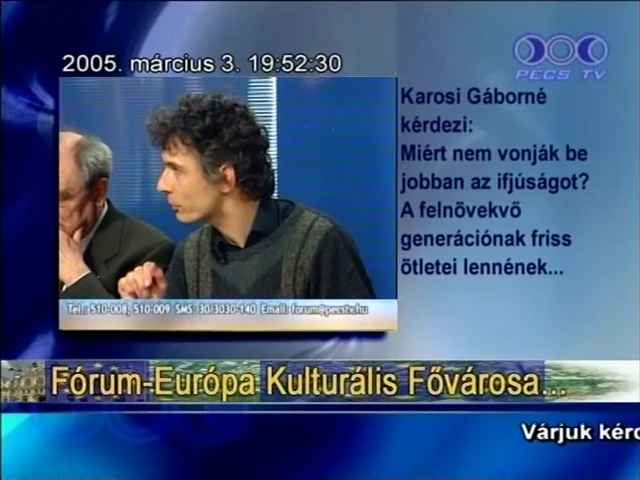 2005. március 3. 19:52:30
PÉCS TV
Karosi Gáborné
kérdezi:
Miért nem vonják be
jobban az ifjúságot?
A felnövekvő
generációnak friss
ötletei lennének...
Tel.: 510-008, 510-009 SMS: 30/3030-140 Email: forum@pecstv.hu
Fórum-Európa Kulturális Fővárosa...
Várjuk kérd